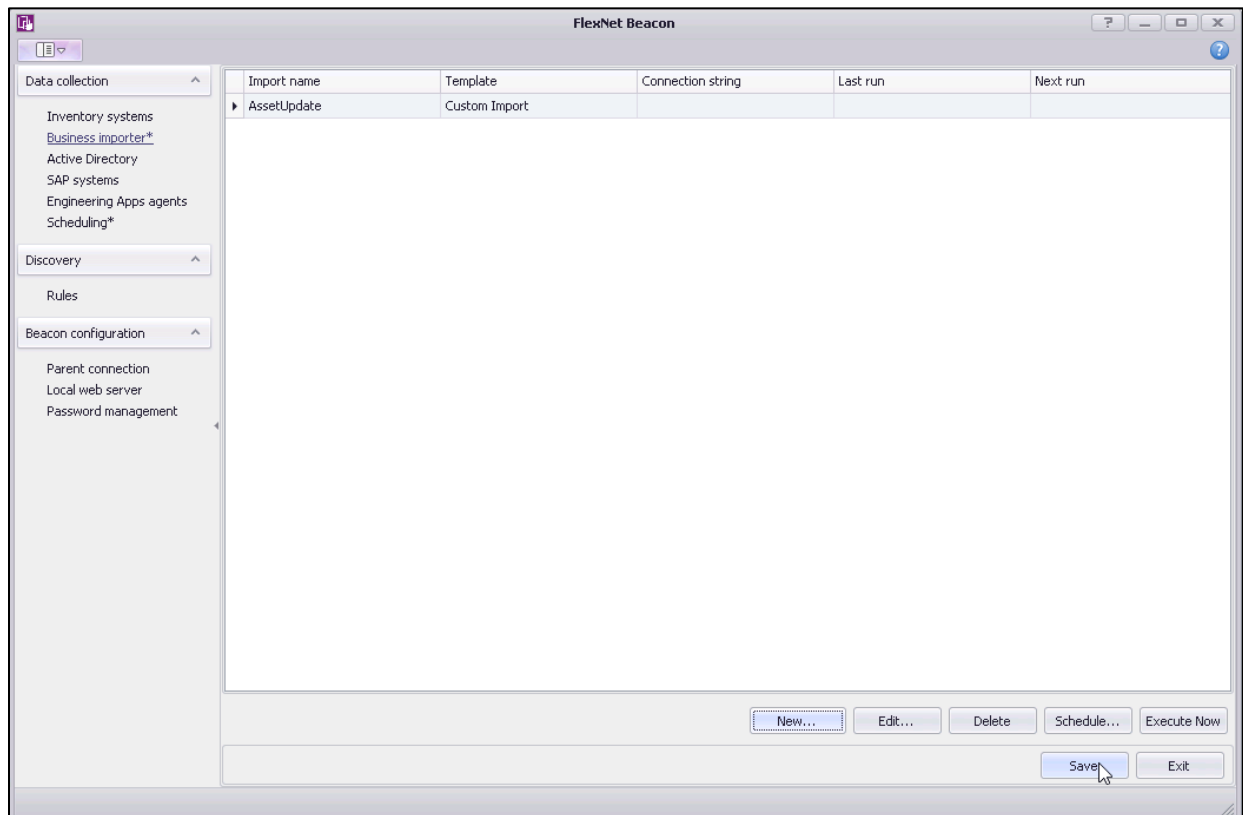 FlexNet Beacon
Data collection
Inventory systems
Business importer*
Active Directory
SAP systems
Engineering Apps agents
Scheduling*
Discovery
Rules
Beacon configuration
Parent connection
Local web server
Password management
Import name Template Connection string Last run Next run
AssetUpdate Custom Import
New... Edit... Delete Schedule... Execute Now
Save Exit